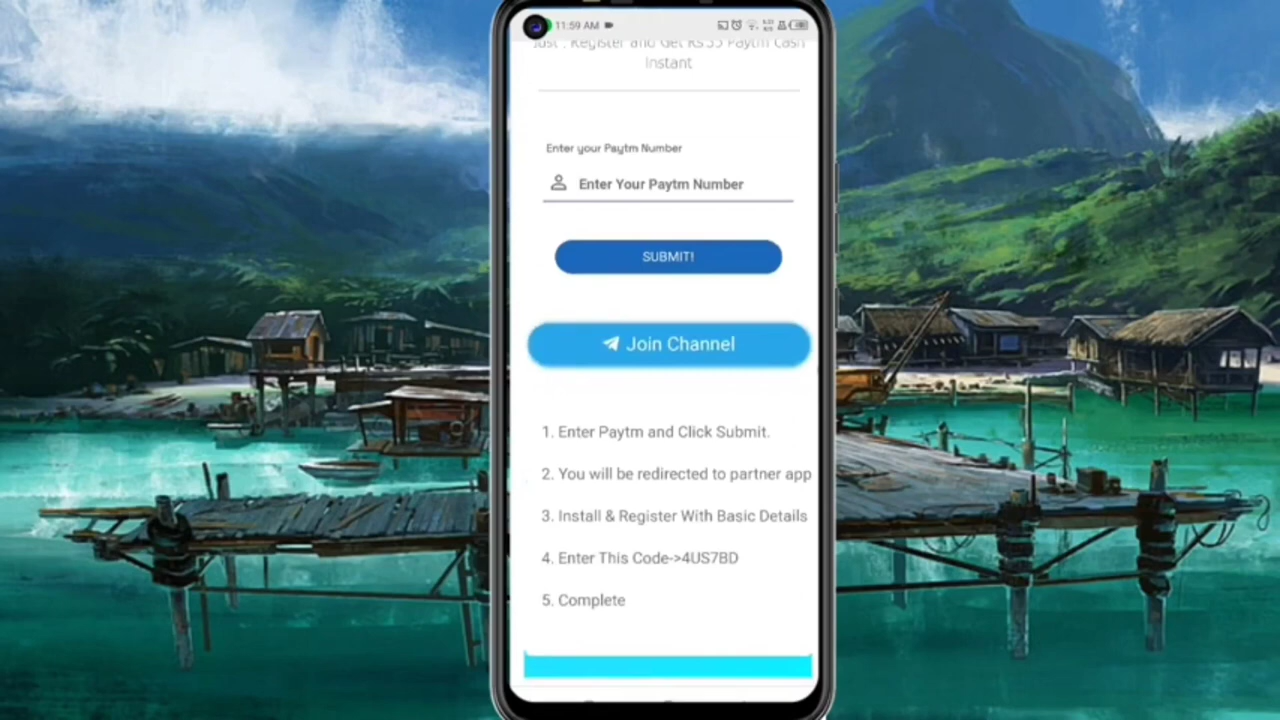 11:59 AM
Just : Register and Get Rs 35 Paytm Cash
Instant
Enter your Paytm Number
Enter Your Paytm Number
SUBMIT!
Join Channel
1. Enter Paytm and Click Submit.
2. You will be redirected to partner app
3. Install & Register With Basic Details
4. Enter This Code->4US7BD
5. Complete